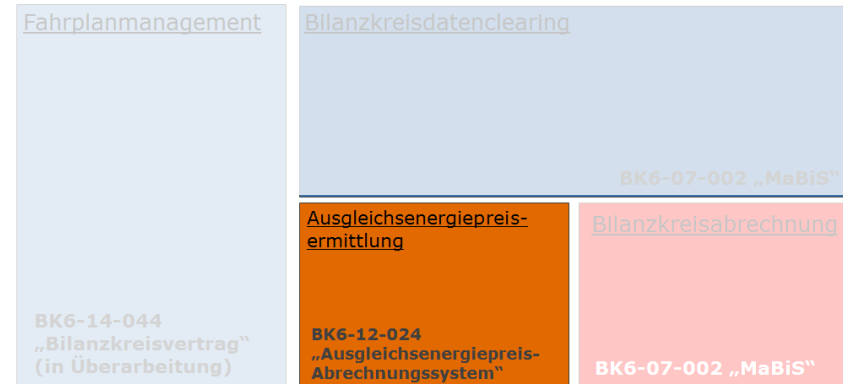 Fahrplanmanagement
BK6-14-044
„Bilanzkreisvertrag“
(in Überarbeitung)
Bilanzkreisdatenclearing
BK6-07-002 „MaBiS“
Ausgleichsenergiepreis-
ermittlung
BK6-12-024
„Ausgleichsenergiepreis-
Abrechnungssystem“
Bilanzkreisabrechnung
BK6-07-002 „MaBiS“